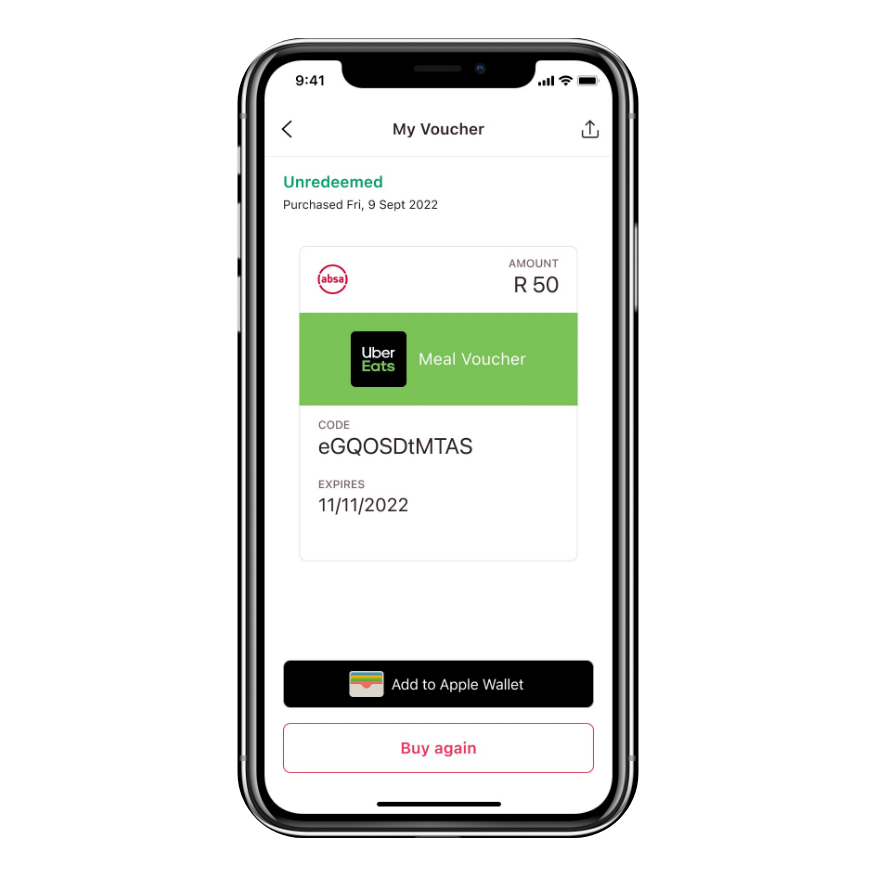 9:41
My Voucher
Unredeemed
Purchased Fri, 9 Sept 2022
absa
AMOUNT
R 50
Uber
Eats
Meal Voucher
CODE
eGQOSDtMTAS
EXPIRES
11/11/2022
Add to Apple Wallet
Buy again